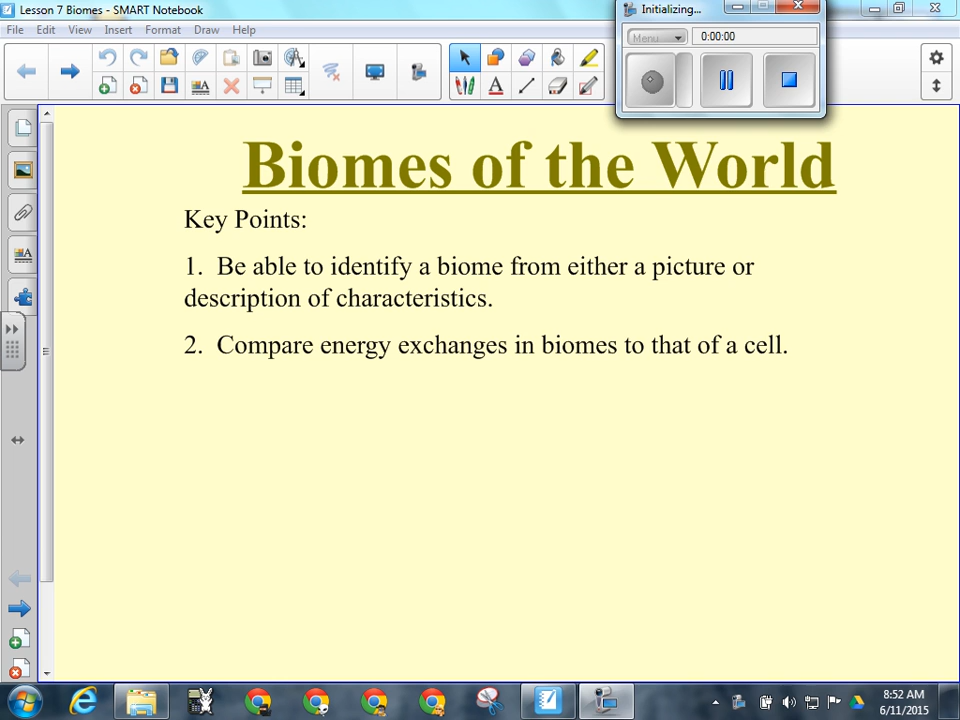 Lesson 7 Biomes - SMART Notebook
Initializing...
File Edit View Insert Format Draw Help
Menu
0:00:00
Biomes of the World
Key Points:
1. Be able to identify a biome from either a picture or
description of characteristics.
2. Compare energy exchanges in biomes to that of a cell.
8:52 AM
6/11/2015